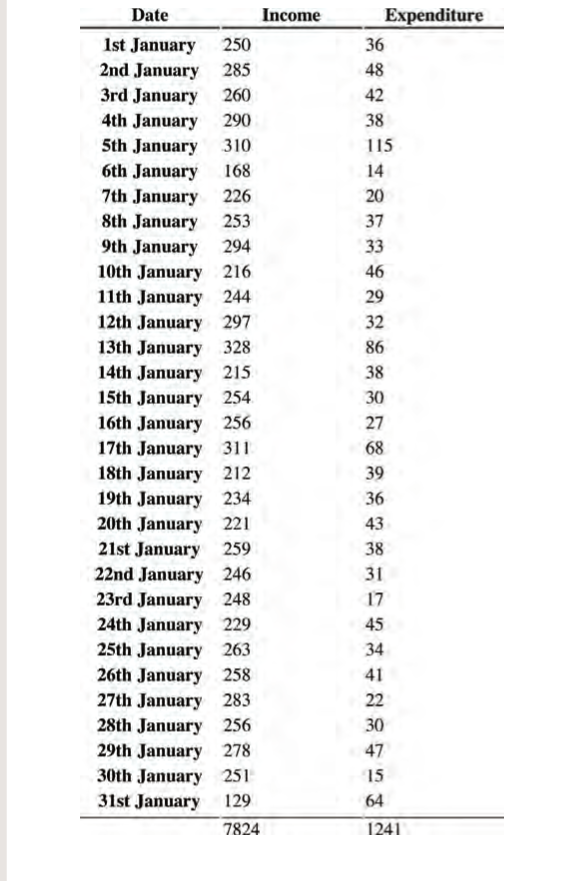 Date Income Expenditure
1st January 250 36
2nd January 285 48
3rd January 260 42
4th January 290 38
5th January 310 115
6th January 168 14
7th January 226 20
8th January 253 37
9th January 294 33
10th January 216 46
11th January 244 29
12th January 297 32
13th January 328 86
14th January 215 38
15th January 254 30
16th January 256 27
17th January 311 68
18th January 212 39
19th January 234 36
20th January 221 43
21st January 259 38
22nd January 246 31
23rd January 248 17
24th January 229 45
25th January 263 34
26th January 258 41
27th January 283 22
28th January 256 30
29th January 278 47
30th January 251 15
31st January 129 64
7824 1241